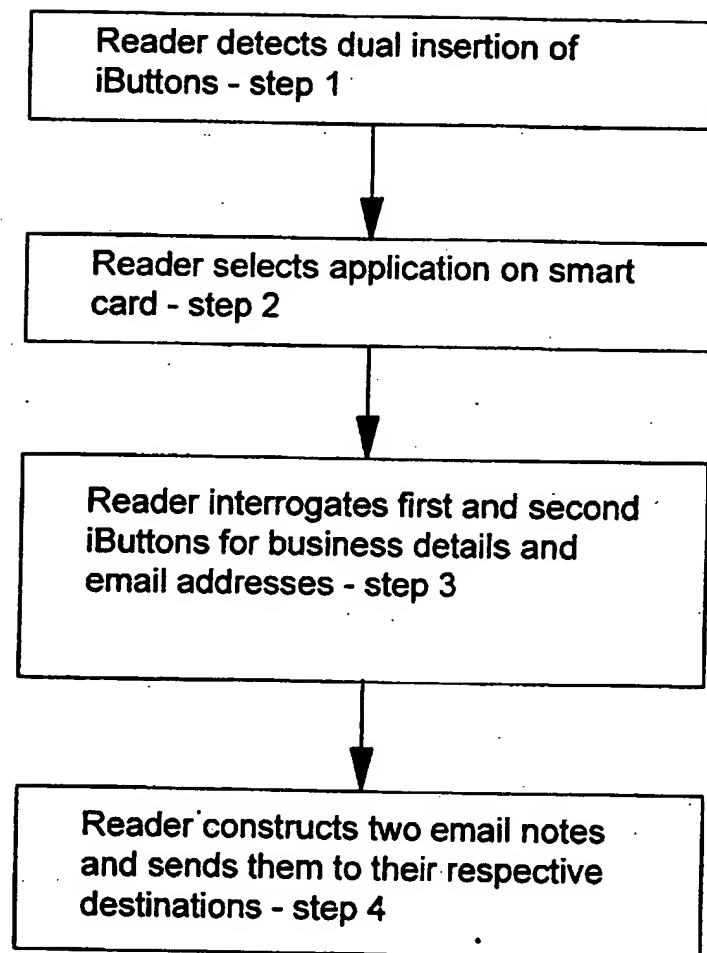 Reader detects dual insertion of
iButtons - step 1
Reader selects application on smart
card - step 2
Reader interrogates first and second
iButtons for business details and
email addresses - step 3
Reader constructs two email notes
and sends them to their respective
destinations - step 4